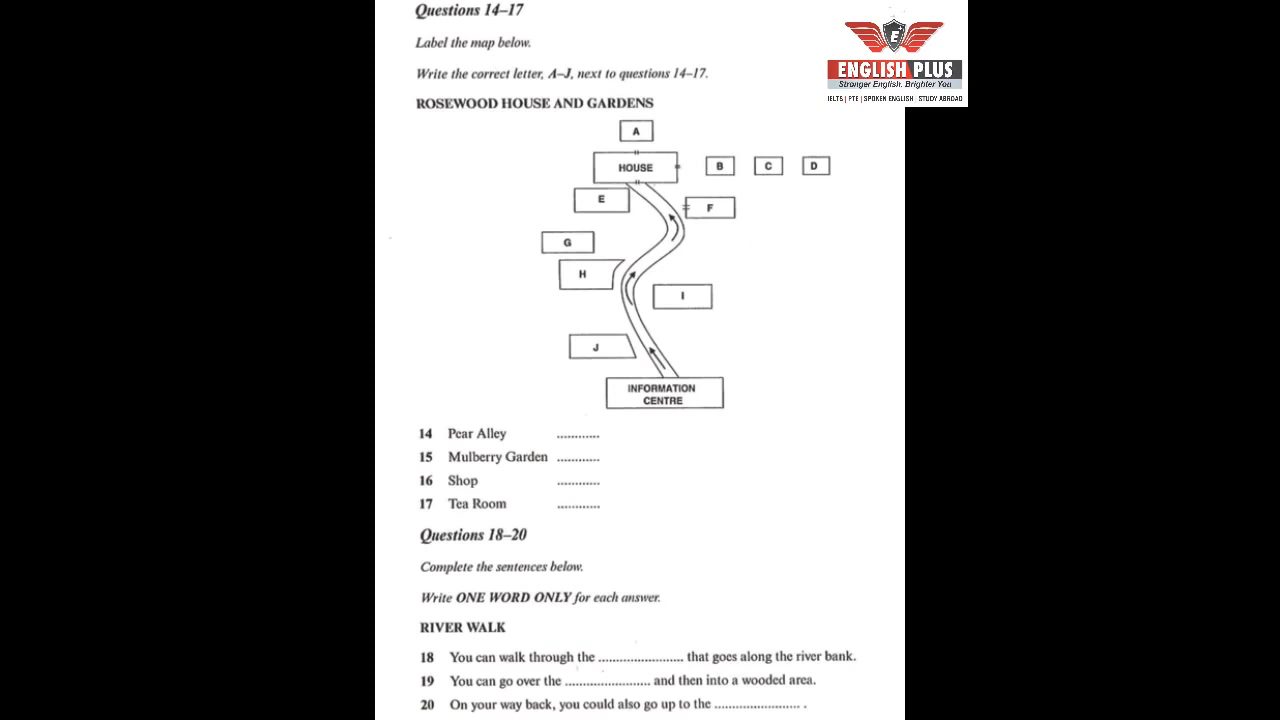 Questions 14–17
Label the map below.
Write the correct letter, A–J, next to questions 14–17.
ROSEWOOD HOUSE AND GARDENS
E
ENGLISH PLUS
Stronger English. Brighter You
IELTS | PTE | SPOKEN ENGLISH | STUDY ABROAD
A
HOUSE
B
C
D
E
F
G
H
I
J
INFORMATION
CENTRE
14 Pear Alley ............
15 Mulberry Garden ............
16 Shop ............
17 Tea Room ............
Questions 18–20
Complete the sentences below.
Write ONE WORD ONLY for each answer.
RIVER WALK
18 You can walk through the ........................ that goes along the river bank.
19 You can go over the ........................ and then into a wooded area.
20 On your way back, you could also go up to the ........................ .